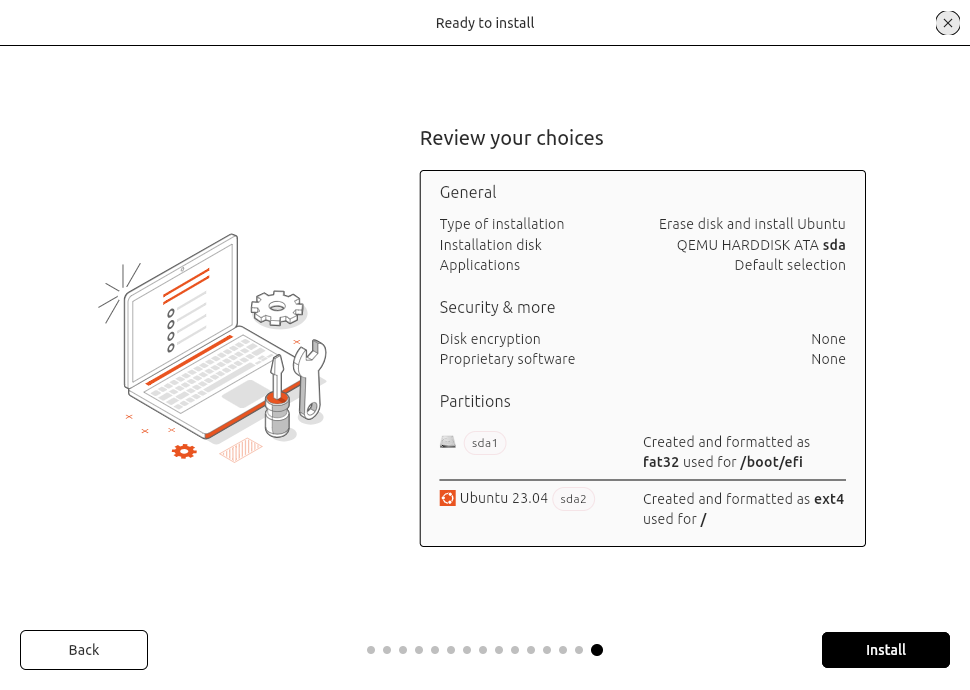 Ready to install
Review your choices
General
Type of installation Erase disk and install Ubuntu
Installation disk QEMU HARDDISK ATA sda
Applications Default selection
Security & more
Disk encryption None
Proprietary software None
Partitions
sda1 Created and formatted as
fat32 used for /boot/efi
Ubuntu 23.04 sda2 Created and formatted as ext4
used for /
Back Install